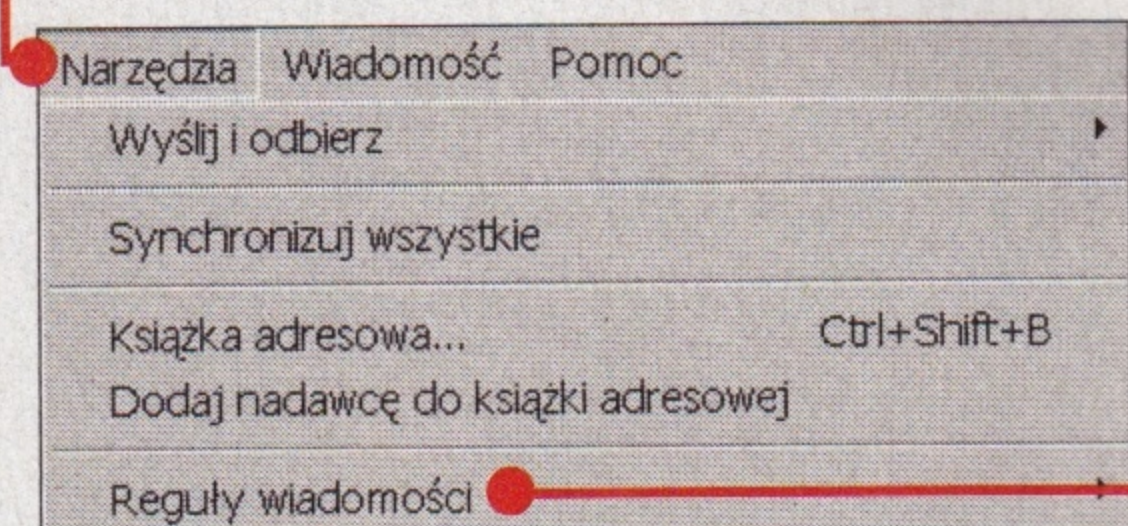 Narzędzia Wiadomość Pomoc
Wyślij i odbierz
Synchronizuj wszystkie
Książka adresowa... Ctrl+Shift+B
Dodaj nadawcę do książki adresowej
Reguły wiadomości